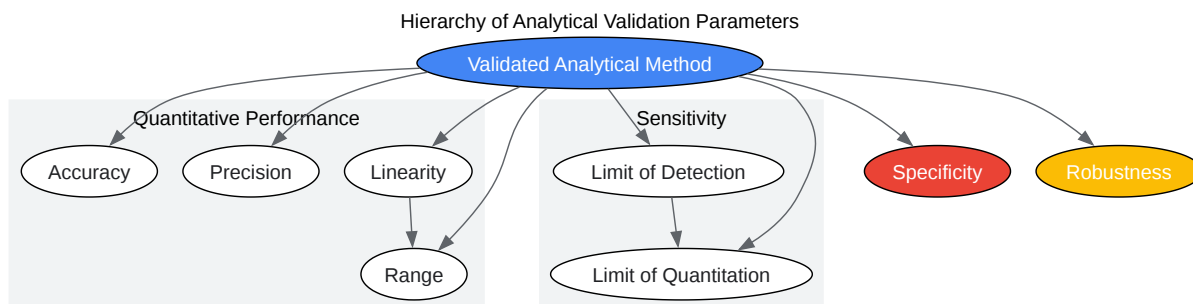 Hierarchy of Analytical Validation Parameters
Validated Analytical Method
Quantitative Performance
Sensitivity
Accuracy
Precision
Linearity
Limit of Detection
Specificity
Robustness
Range
Limit of Quantitation